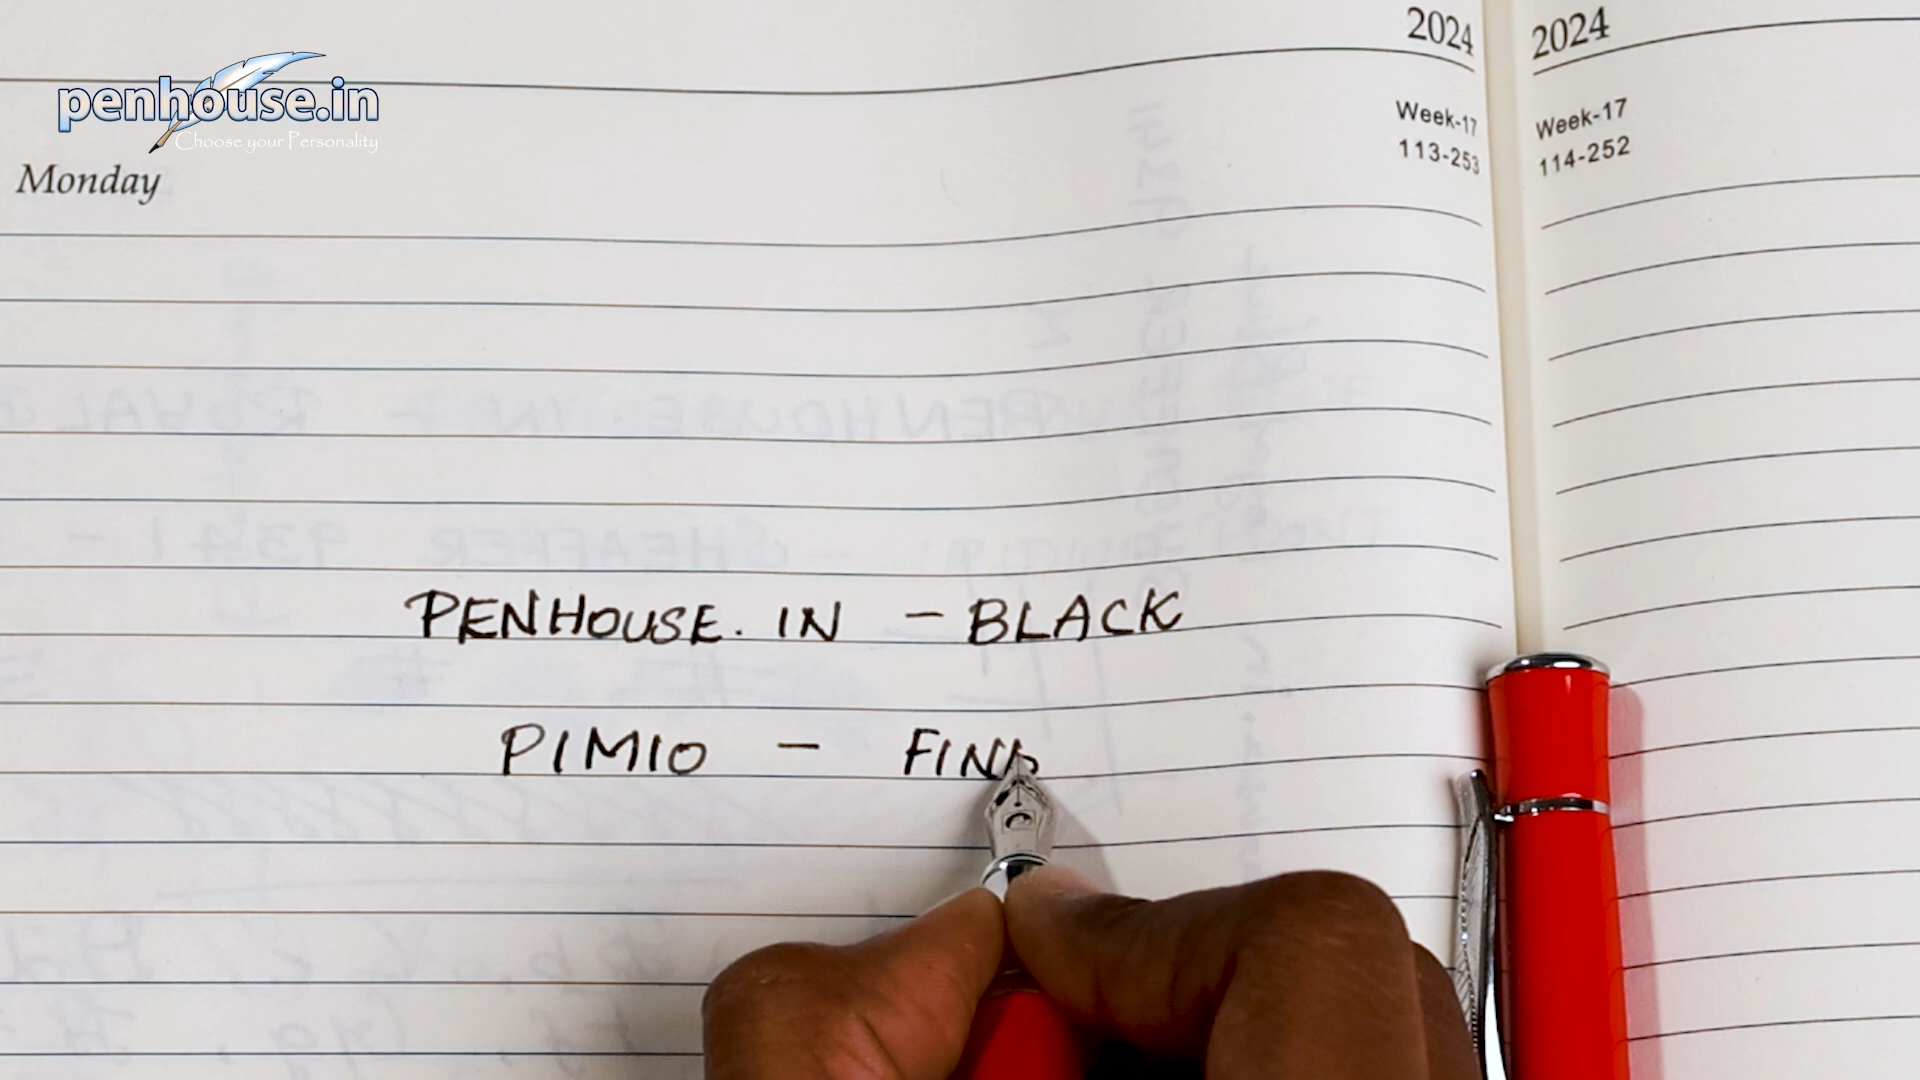 penhouse.in
Choose your Personality
Monday
2024
Week-17
113-253
2024
Week-17
114-252
PENHOUSE.IN - BLACK
PIMIO - FIN